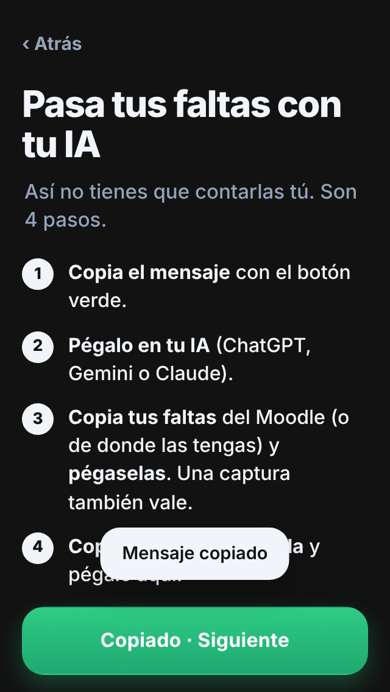 ‹ Atrás
Pasa tus faltas con
tu IA
Así no tienes que contarlas tú. Son
4 pasos.
1 Copia el mensaje con el botón
verde.
2 Pégalo en tu IA (ChatGPT,
Gemini o Claude).
3 Copia tus faltas del Moodle (o
de donde las tengas) y
pégaselas. Una captura
también vale.
4 y
Mensaje copiado
Copiado · Siguiente